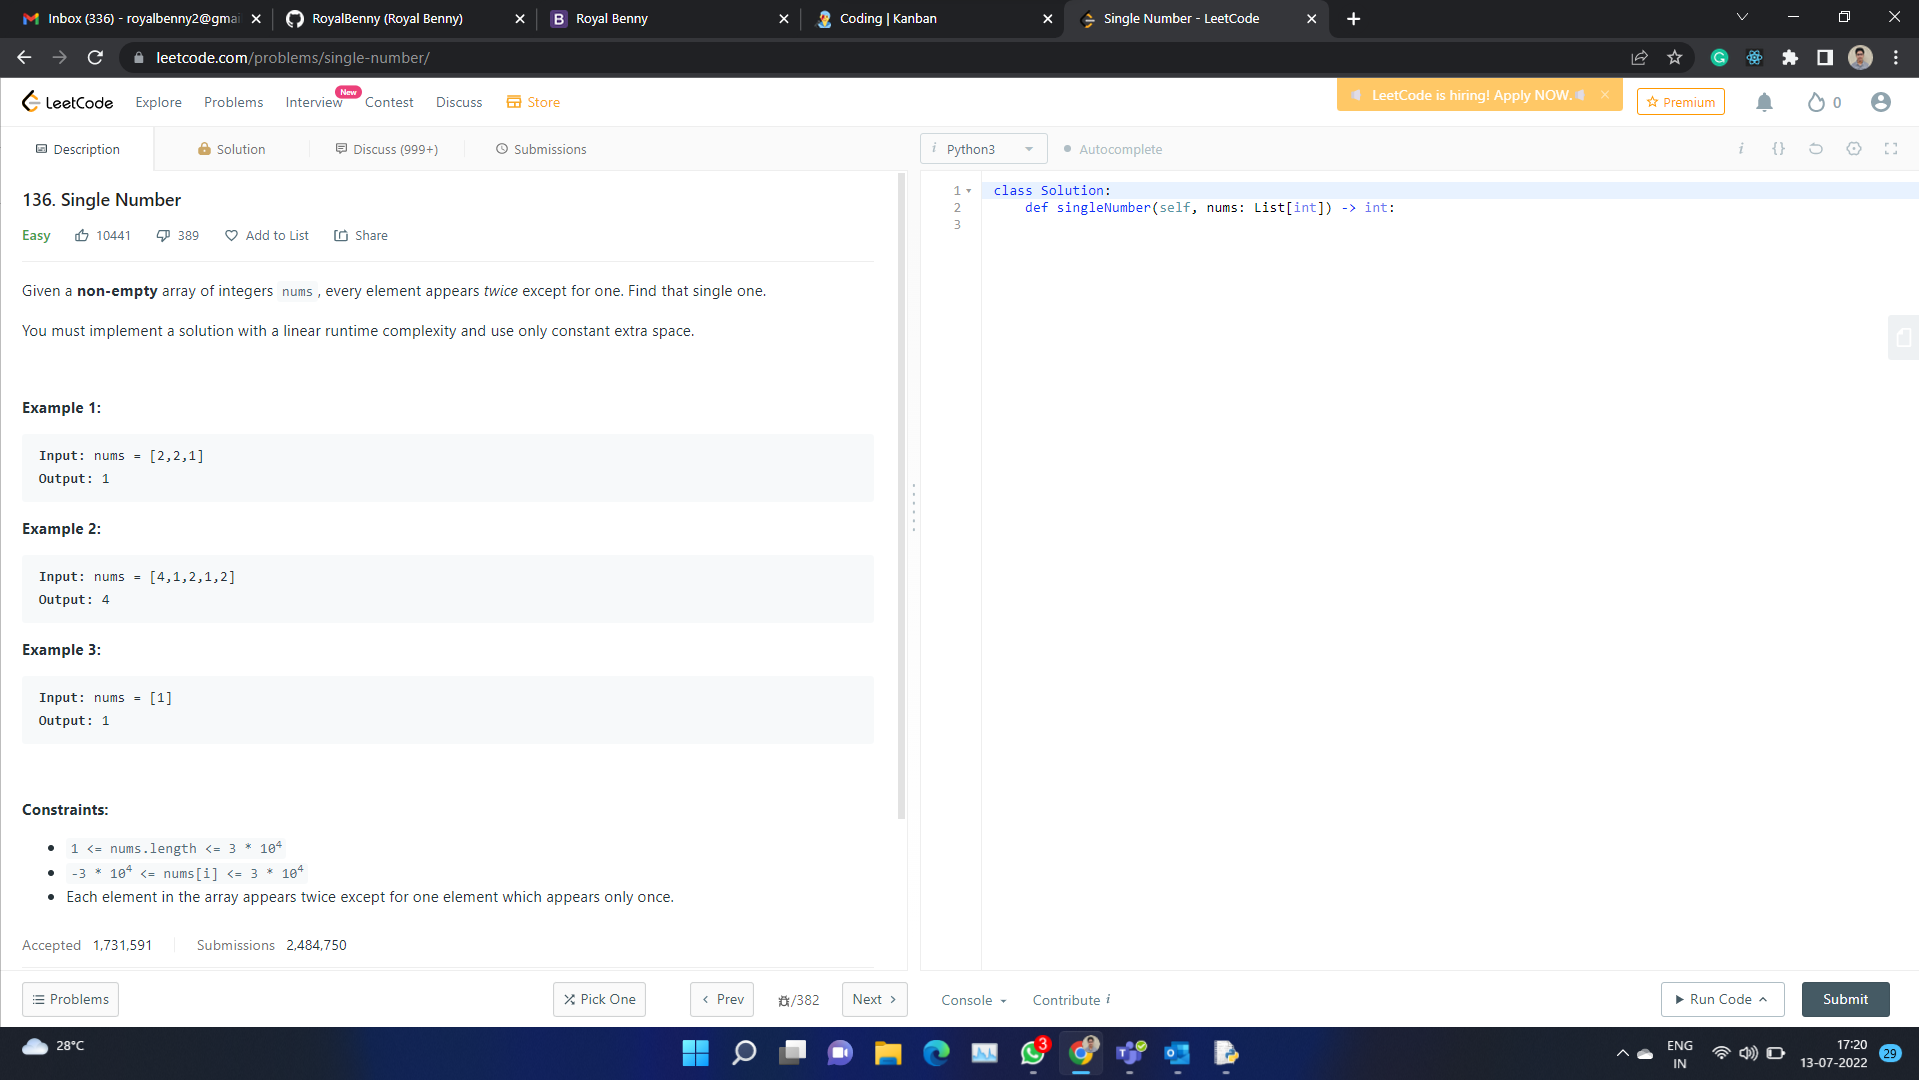 Inbox (336) - royalbenny2@gmai
RoyalBenny (Royal Benny)
B Royal Benny
Coding | Kanban
Single Number - LeetCode
leetcode.com/problems/single-number/
LeetCode Explore Problems Interview New Contest Discuss Store
LeetCode is hiring! Apply NOW.
Premium
0
Description
Solution
Discuss (999+)
Submissions
i Python3
Autocomplete
i {}
136. Single Number
Easy 10441 389 Add to List Share
Given a non-empty array of integers nums , every element appears twice except for one. Find that single one.
You must implement a solution with a linear runtime complexity and use only constant extra space.
Example 1:
Input: nums = [2,2,1]
Output: 1
Example 2:
Input: nums = [4,1,2,1,2]
Output: 4
Example 3:
Input: nums = [1]
Output: 1
Constraints:
1 <= nums.length <= 3 * 10⁴
-3 * 10⁴ <= nums[i] <= 3 * 10⁴
Each element in the array appears twice except for one element which appears only once.
Accepted 1,731,591 Submissions 2,484,750
1 class Solution:
2 def singleNumber(self, nums: List[int]) -> int:
3
Problems
Pick One
Prev
/382
Next
Console
Contribute i
Run Code
Submit
28°C
3
ENG
IN
17:20
13-07-2022
29